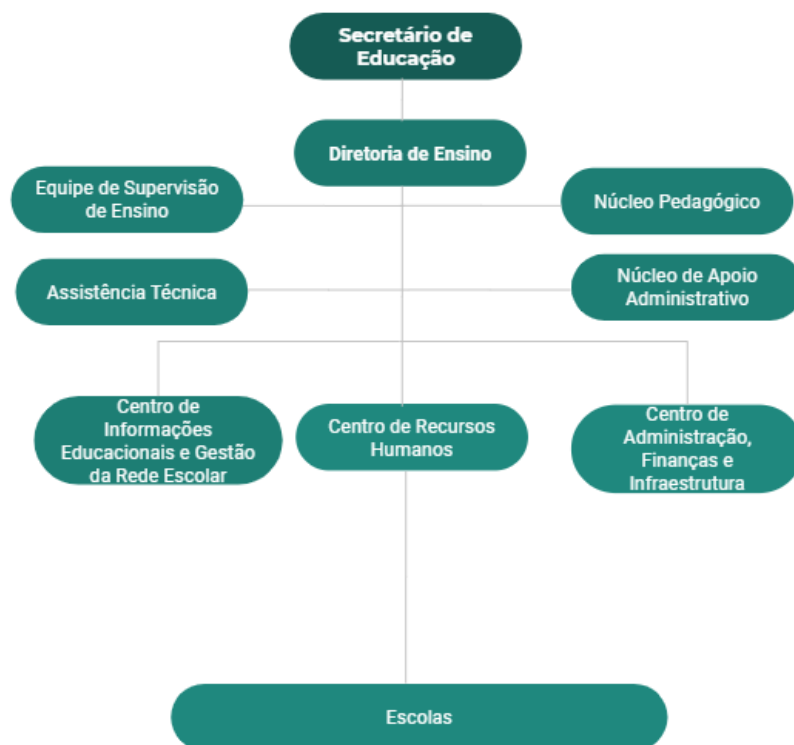 Secretário de
Educação
Diretoria de Ensino
Equipe de Supervisão
de Ensino
Núcleo Pedagógico
Assistência Técnica
Núcleo de Apoio
Administrativo
Centro de
Informações
Educacionais e Gestão
da Rede Escolar
Centro de Recursos
Humanos
Centro de
Administração,
Finanças e
Infraestrutura
Escolas